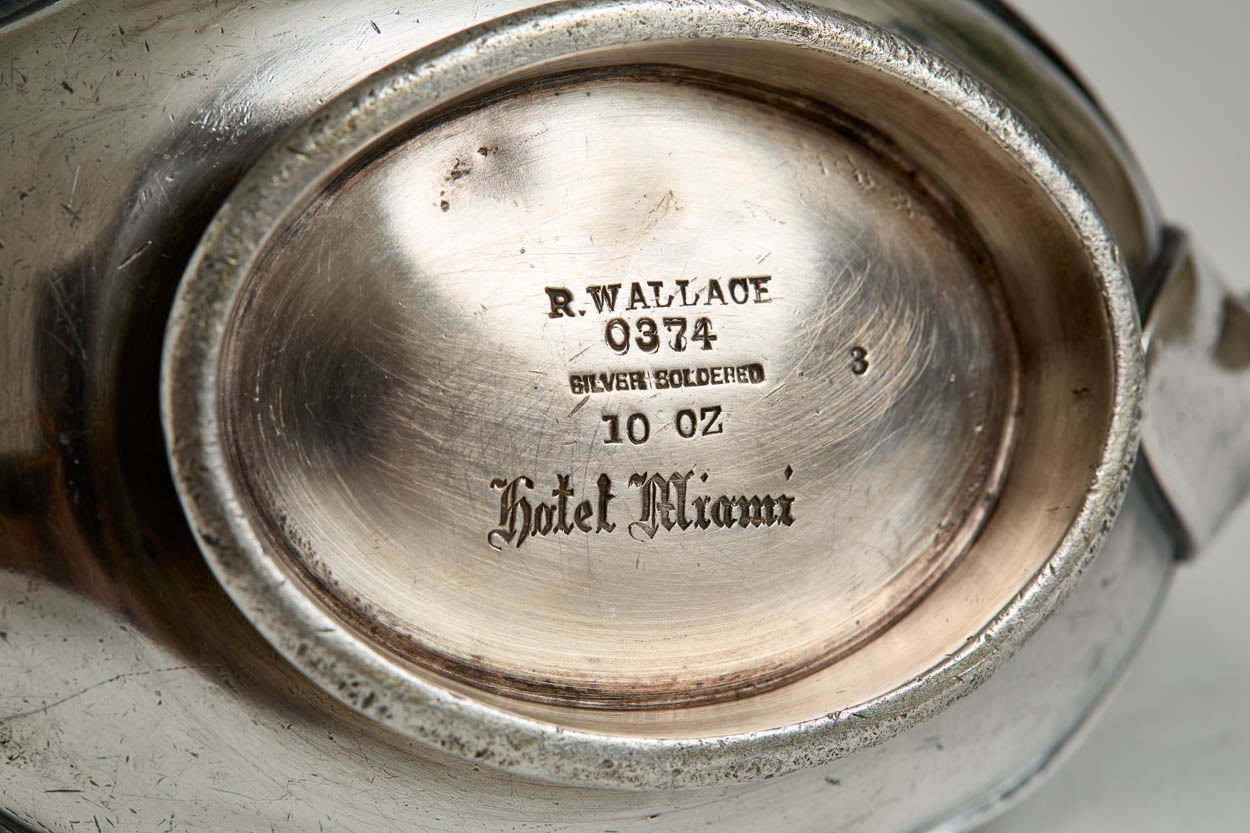 R. WALLACE
0374
SILVER SOLDERED
3
10 OZ
Hotel Miami